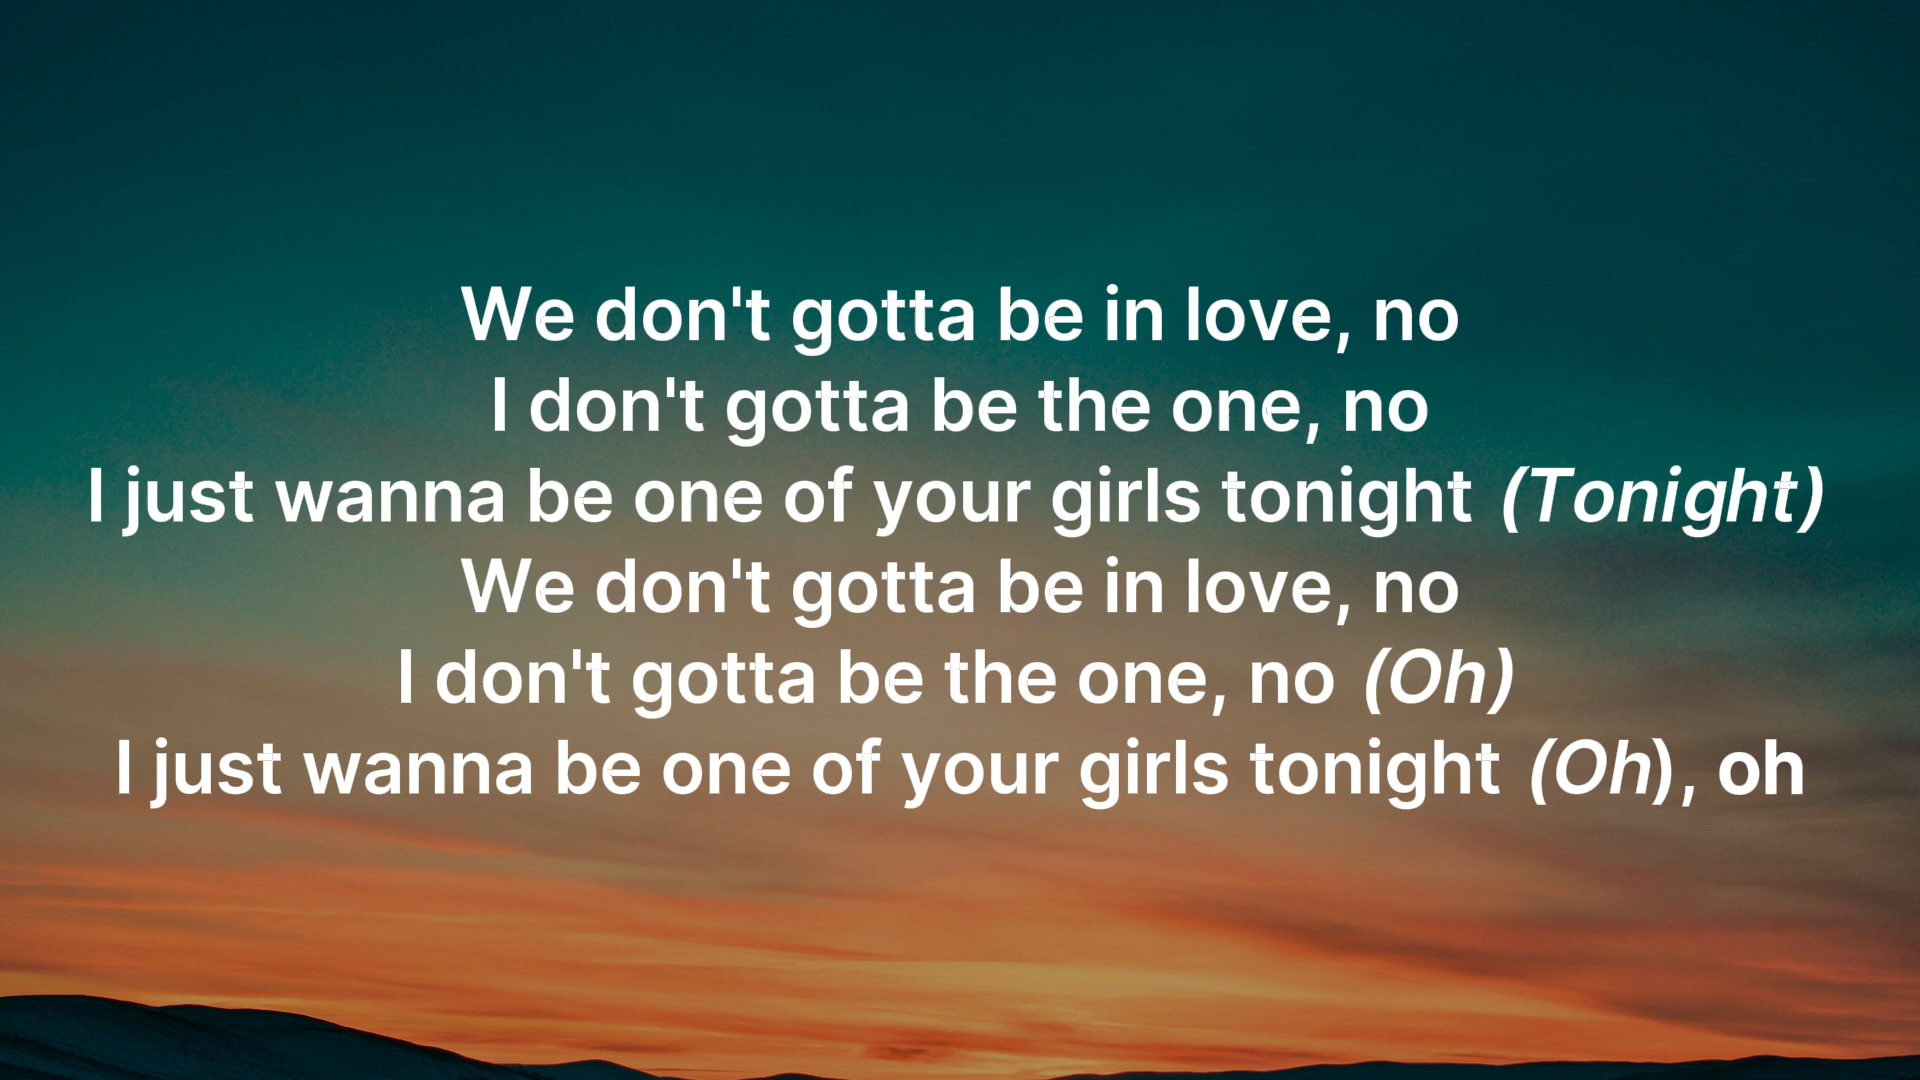 We don't gotta be in love, no
I don't gotta be the one, no
I just wanna be one of your girls tonight (Tonight)
We don't gotta be in love, no
I don't gotta be the one, no (Oh)
I just wanna be one of your girls tonight (Oh), oh